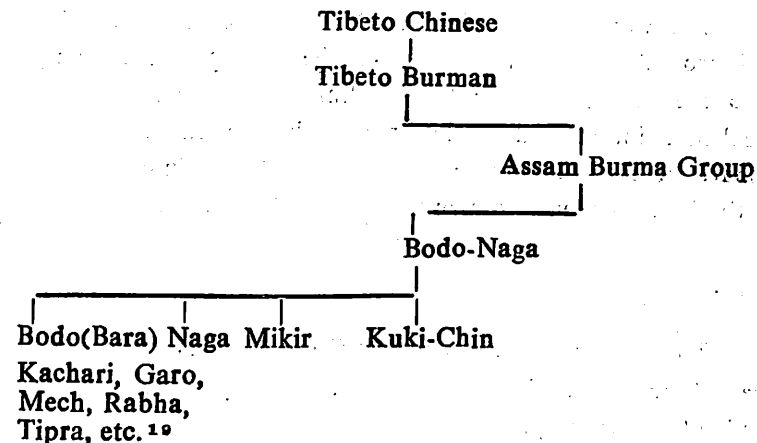 Tibeto Chinese
Tibeto Burman
Assam Burma Group
Bodo-Naga
Bodo(Bara) Naga Mikir Kuki-Chin
Kachari, Garo,
Mech, Rabha,
Tipra, etc. 19